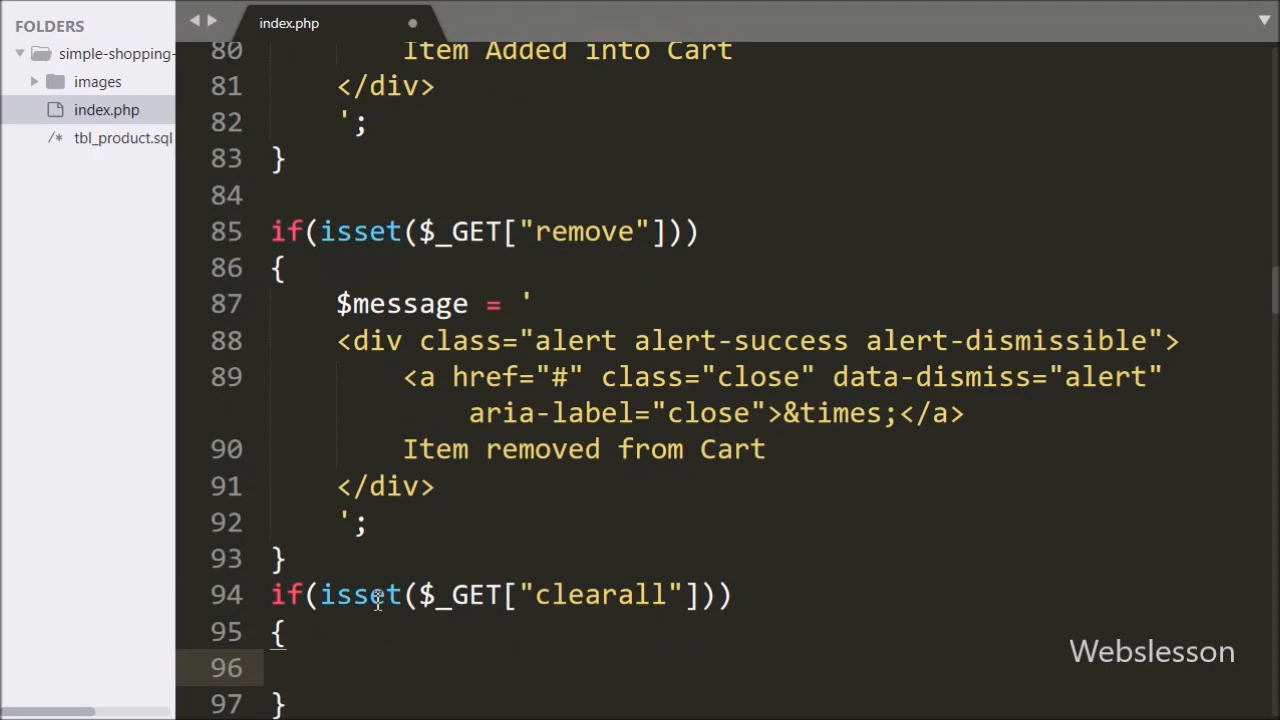 FOLDERS
simple-shopping-
images
index.php
/* tbl_product.sql
index.php
80 Item Added into Cart
81 </div>
82 ';
83 }
84
85 if(isset($_GET["remove"]))
86 {
87 $message = '
88 <div class="alert alert-success alert-dismissible">
89 <a href="#" class="close" data-dismiss="alert"
aria-label="close">&times;</a>
90 Item removed from Cart
91 </div>
92 ';
93 }
94 if(isset($_GET["clearall"]))
95 {
96
97 }
Webslesson